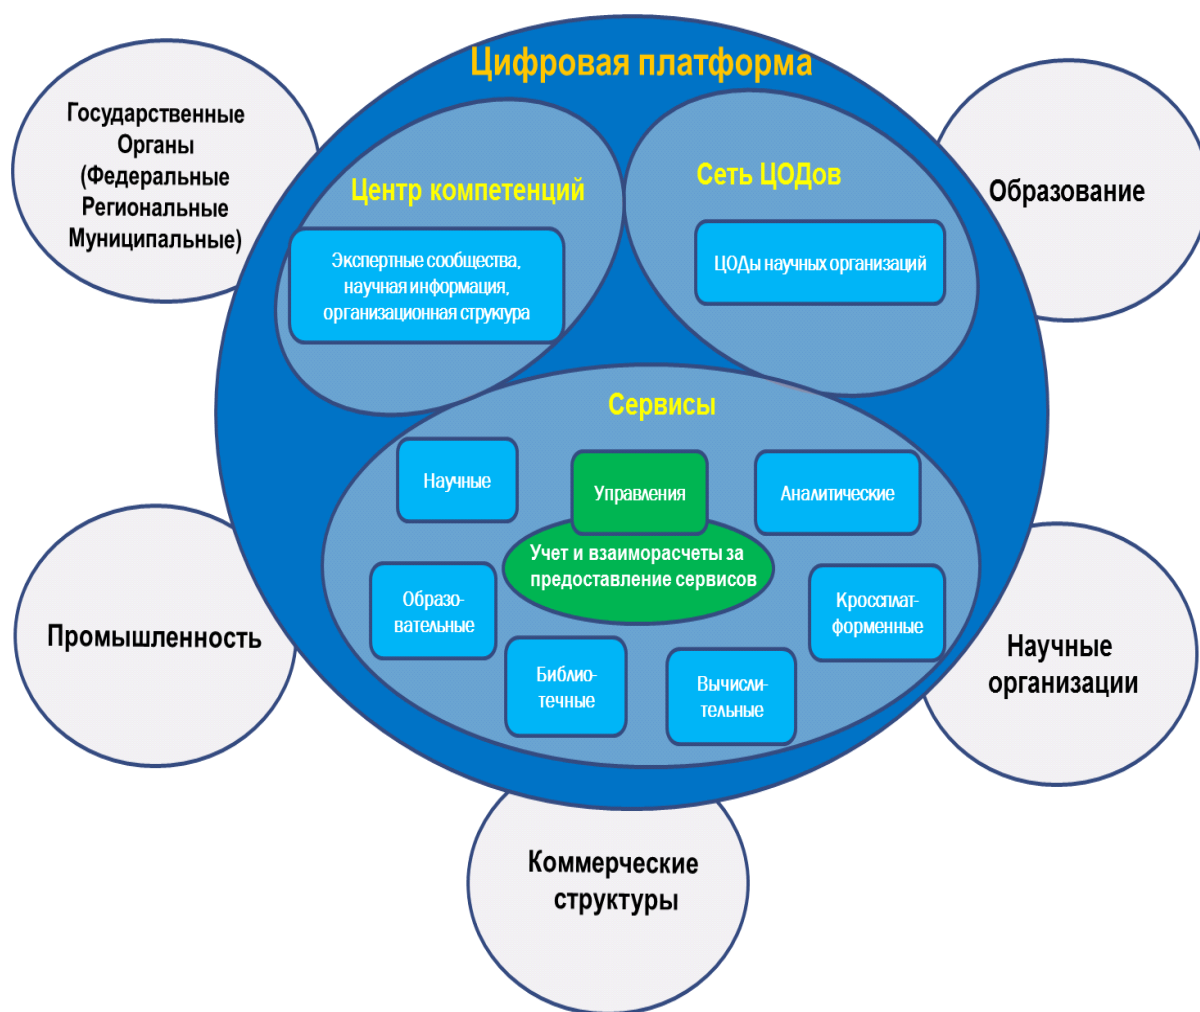 Цифровая платформа
Государственные
Органы
(Федеральные
Региональные
Муниципальные)
Центр компетенций
Экспертные сообщества,
научная информация,
организационная структура
Сеть ЦОДов
ЦОДы научных организаций
Образование
Сервисы
Научные
Управления
Аналитические
Учет и взаиморасчеты за
предоставление сервисов
Образо-
вательные
Кроссплат-
форменные
Библио-
течные
Вычисли-
тельные
Промышленность
Научные
организации
Коммерческие
структуры